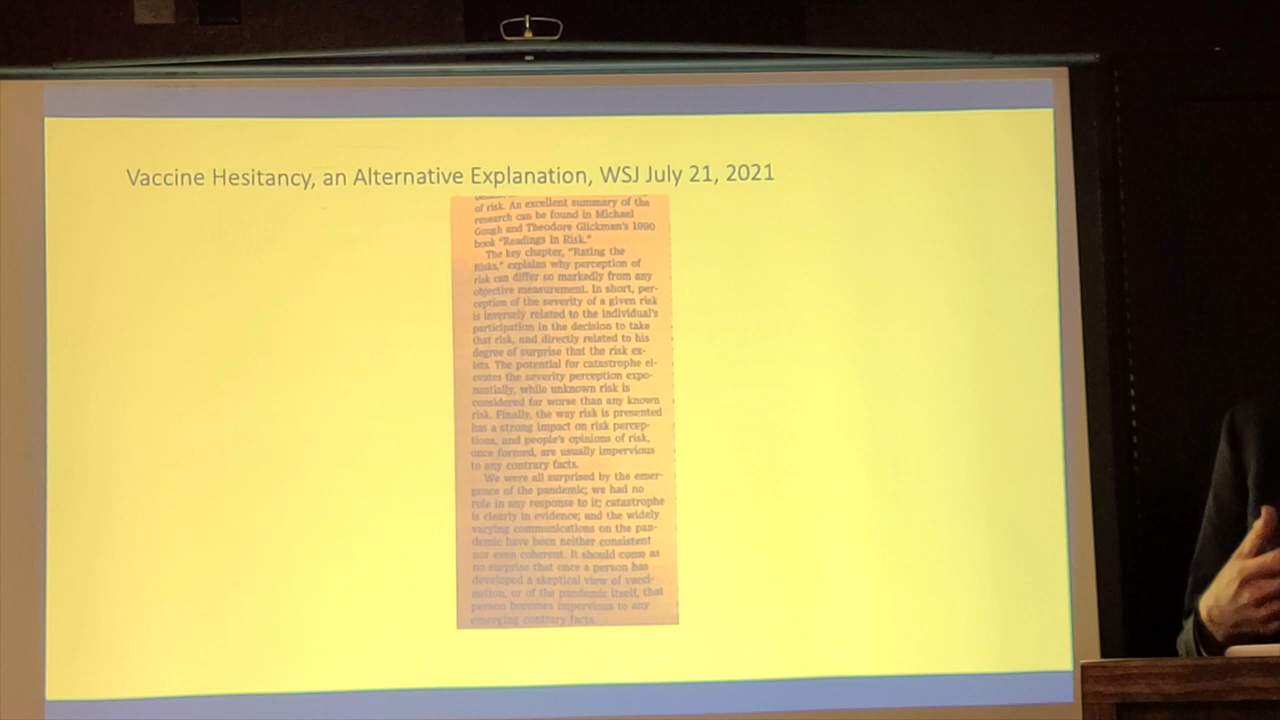 Vaccine Hesitancy, an Alternative Explanation, WSJ July 21, 2021
of risk. An excellent summary of the
research can be found in Michael
Gough and Theodore Glickman's 1990
book "Readings in Risk."
The key chapter, "Rating the
Risks," explains why perception of
risk can differ so markedly from any
objective measurement. In short, per-
ception of the severity of a given risk
is inversely related to the individual's
participation in the decision to take
that risk, and directly related to his
degree of surprise that the risk ex-
ists. The potential for catastrophe el-
evates the severity perception expo-
nentially, while unknown risk is
considered far worse than any known
risk. Finally, the way risk is presented
has a strong impact on risk percep-
tions, and people's opinions of risk,
once formed, are usually impervious
to any contrary facts.
We were all surprised by the emer-
gence of the pandemic; we had no
role in any response to it; catastrophe
is clearly in evidence; and the widely
varying communications on the pan-
demic have been neither consistent
nor even coherent. It should come as
no surprise that once a person has
developed a skeptical view of vacci-
nation, or of the pandemic itself, that
person becomes impervious to any
emerging contrary facts.